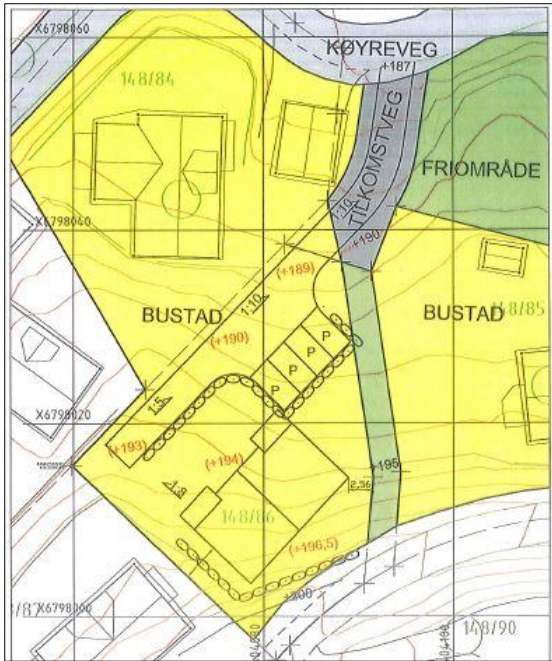 X6798060
KØYREVEG
+187
148/84
TILKOMSTVEG
FRIOMRÅDE
1:10
X6798040
+190
(+189)
1:10
BUSTAD
(+190)
BUSTAD
148/85
P
P
P
P
X6798020
1:5
(+193)
(+194)
+195
1:8
2,56
148/86
(+196,5)
+200
X6798000
148/90